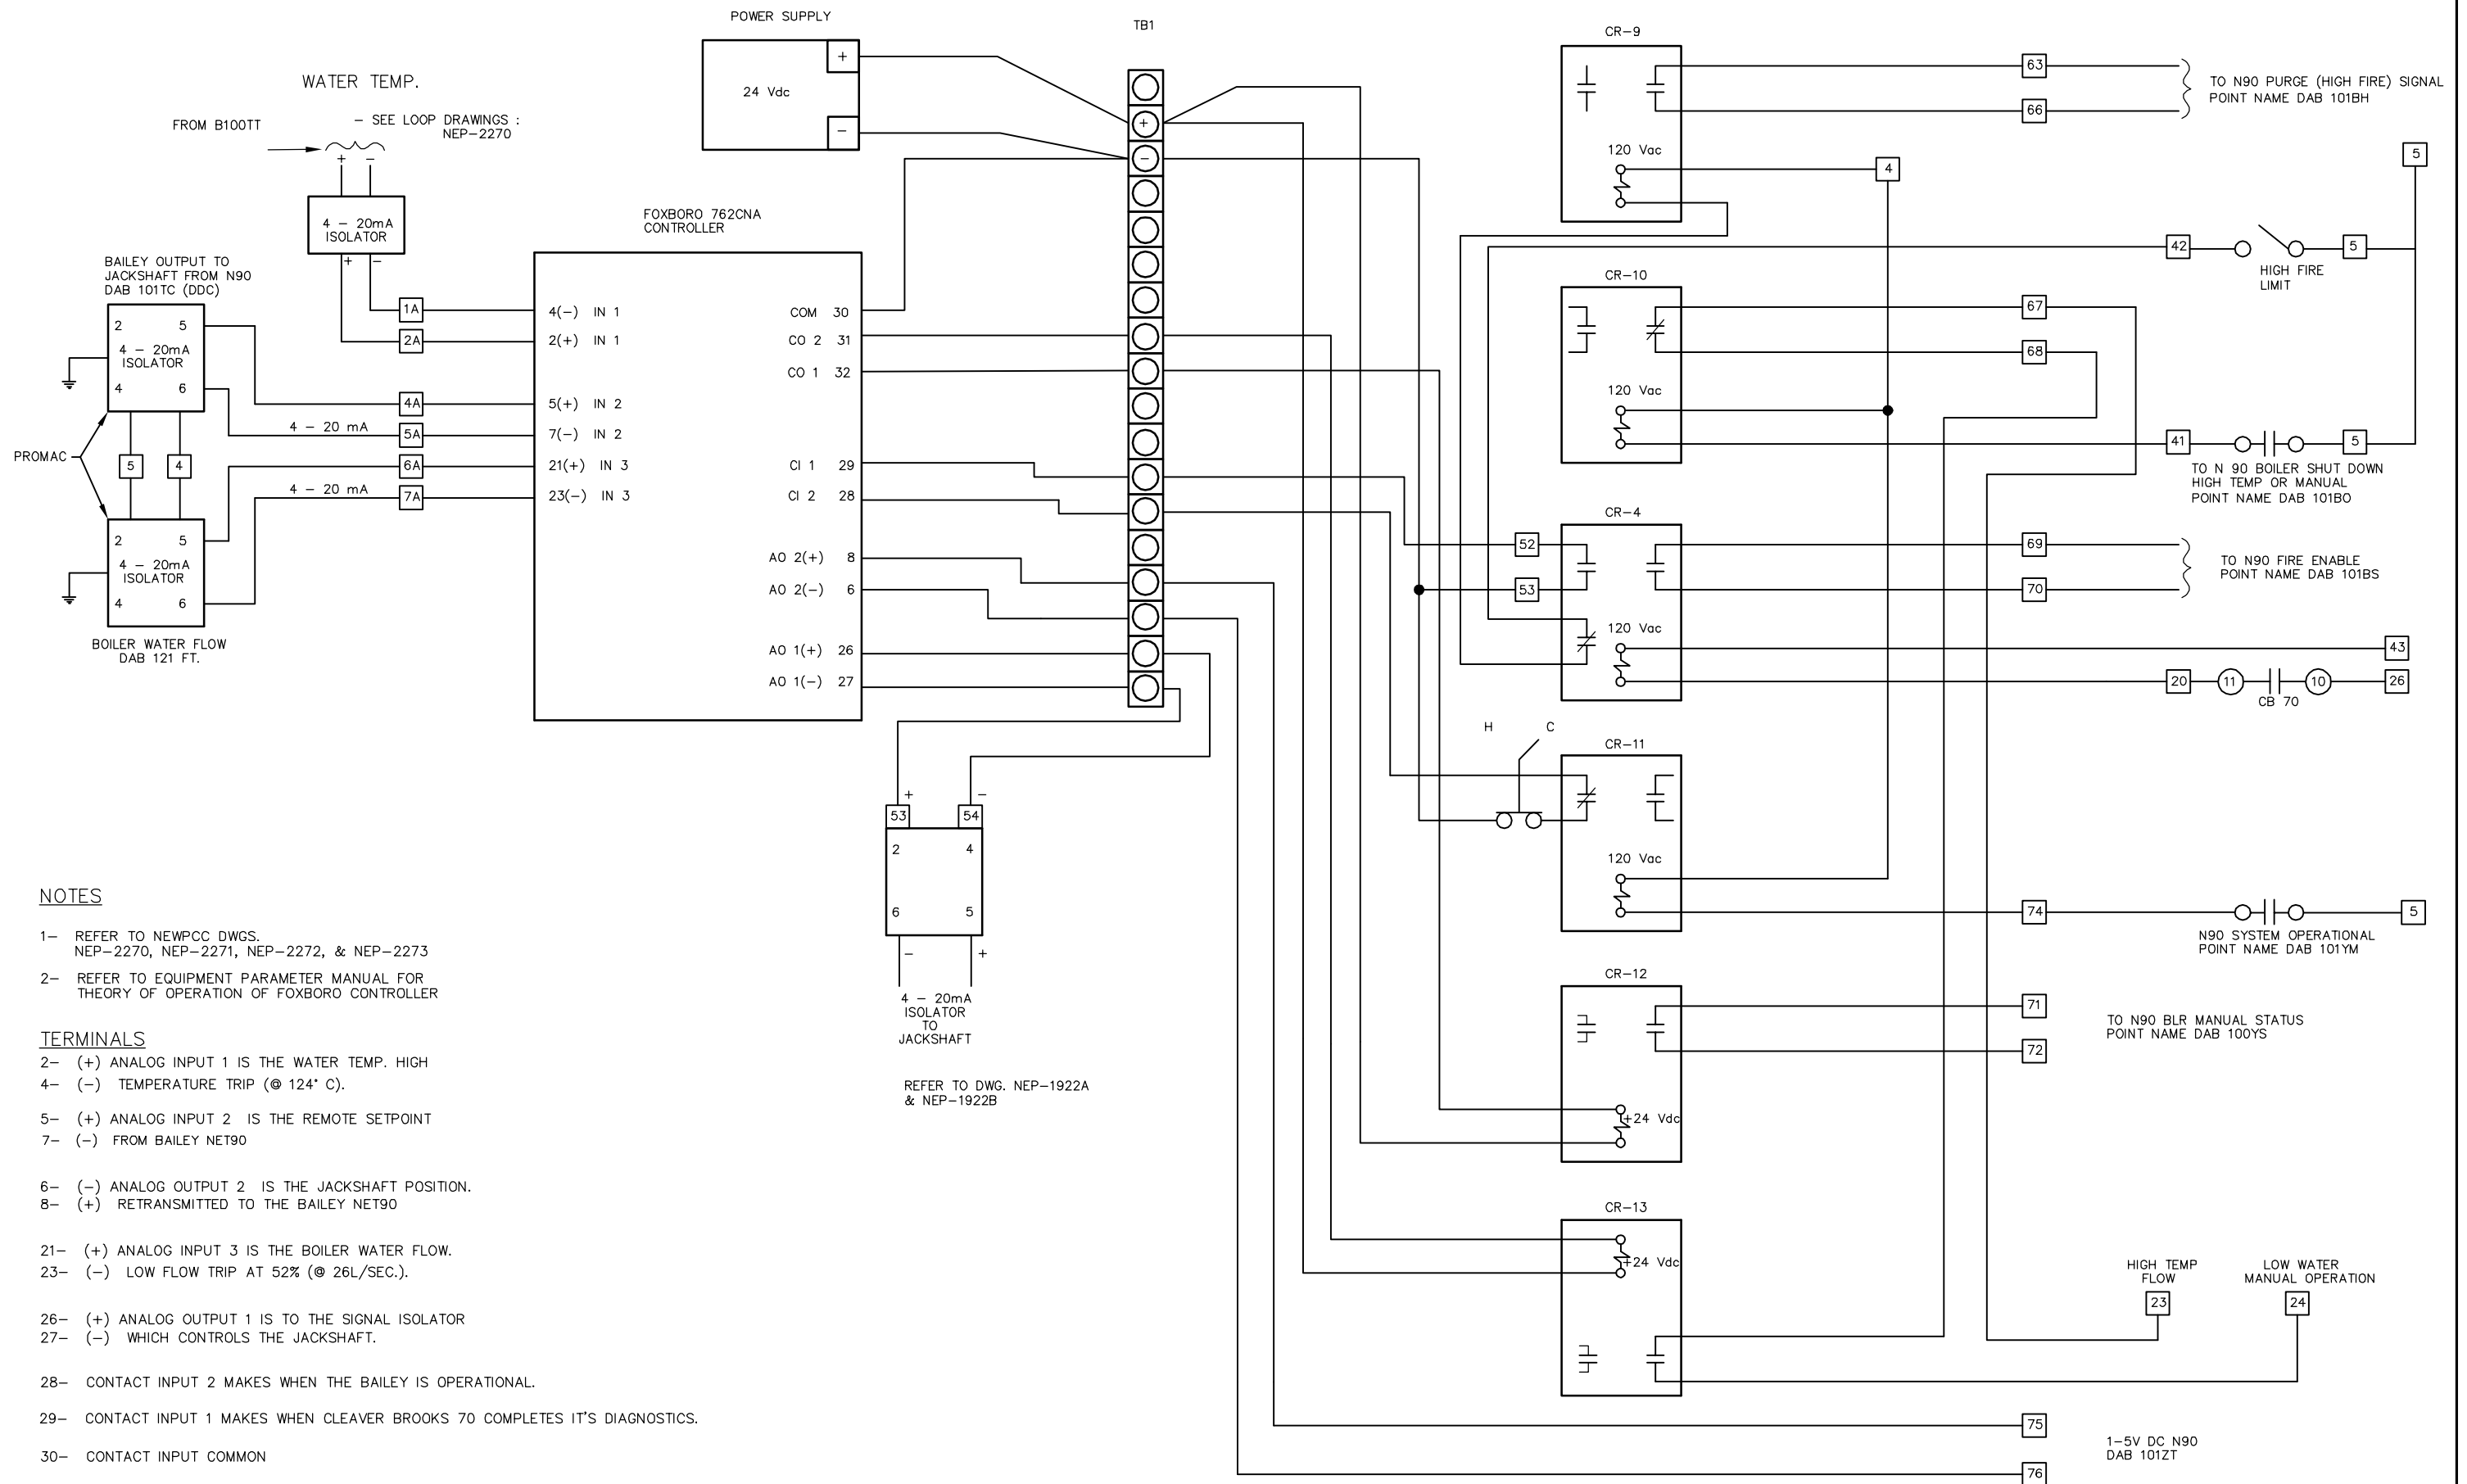 POWER SUPPLY
24 Vdc
+
−
TB1
+
−
WATER TEMP.
FROM B100TT
− SEE LOOP DRAWINGS :
NEP−2270
+ −
4 − 20mA
ISOLATOR
+ −
BAILEY OUTPUT TO
JACKSHAFT FROM N90
DAB 101TC (DDC)
2 5
4 − 20mA
ISOLATOR
4 6
PROMAC
5 4
2 5
4 − 20mA
ISOLATOR
4 6
BOILER WATER FLOW
DAB 121 FT.
1A
2A
4A
4 − 20 mA 5A
6A
4 − 20 mA 7A
FOXBORO 762CNA
CONTROLLER
4(−) IN 1
2(+) IN 1
5(+) IN 2
7(−) IN 2
21(+) IN 3
23(−) IN 3
COM 30
CO 2 31
CO 1 32
CI 1 29
CI 2 28
AO 2(+) 8
AO 2(−) 6
AO 1(+) 26
AO 1(−) 27
+ −
53 54
2 4
6 5
− +
4 − 20mA
ISOLATOR
TO
JACKSHAFT
REFER TO DWG. NEP−1922A
& NEP−1922B
CR−9
120 Vac
63
66
TO N90 PURGE (HIGH FIRE) SIGNAL
POINT NAME DAB 101BH
4
5
42
5
HIGH FIRE
LIMIT
CR−10
120 Vac
67
68
41
5
TO N 90 BOILER SHUT DOWN
HIGH TEMP OR MANUAL
POINT NAME DAB 101BO
CR−4
52
53
120 Vac
69
70
TO N90 FIRE ENABLE
POINT NAME DAB 101BS
43
20 11 10 26
CB 70
H C
CR−11
120 Vac
74
5
N90 SYSTEM OPERATIONAL
POINT NAME DAB 101YM
CR−12
+24 Vdc
71
72
TO N90 BLR MANUAL STATUS
POINT NAME DAB 100YS
CR−13
+24 Vdc
HIGH TEMP
FLOW
23
LOW WATER
MANUAL OPERATION
24
75
76
1−5V DC N90
DAB 101ZT
NOTES
1− REFER TO NEWPCC DWGS.
NEP−2270, NEP−2271, NEP−2272, & NEP−2273
2− REFER TO EQUIPMENT PARAMETER MANUAL FOR
THEORY OF OPERATION OF FOXBORO CONTROLLER
TERMINALS
2− (+) ANALOG INPUT 1 IS THE WATER TEMP. HIGH
4− (−) TEMPERATURE TRIP (@ 124° C).
5− (+) ANALOG INPUT 2 IS THE REMOTE SETPOINT
7− (−) FROM BAILEY NET90
6− (−) ANALOG OUTPUT 2 IS THE JACKSHAFT POSITION.
8− (+) RETRANSMITTED TO THE BAILEY NET90
21− (+) ANALOG INPUT 3 IS THE BOILER WATER FLOW.
23− (−) LOW FLOW TRIP AT 52% (@ 26L/SEC.).
26− (+) ANALOG OUTPUT 1 IS TO THE SIGNAL ISOLATOR
27− (−) WHICH CONTROLS THE JACKSHAFT.
28− CONTACT INPUT 2 MAKES WHEN THE BAILEY IS OPERATIONAL.
29− CONTACT INPUT 1 MAKES WHEN CLEAVER BROOKS 70 COMPLETES IT'S DIAGNOSTICS.
30− CONTACT INPUT COMMON